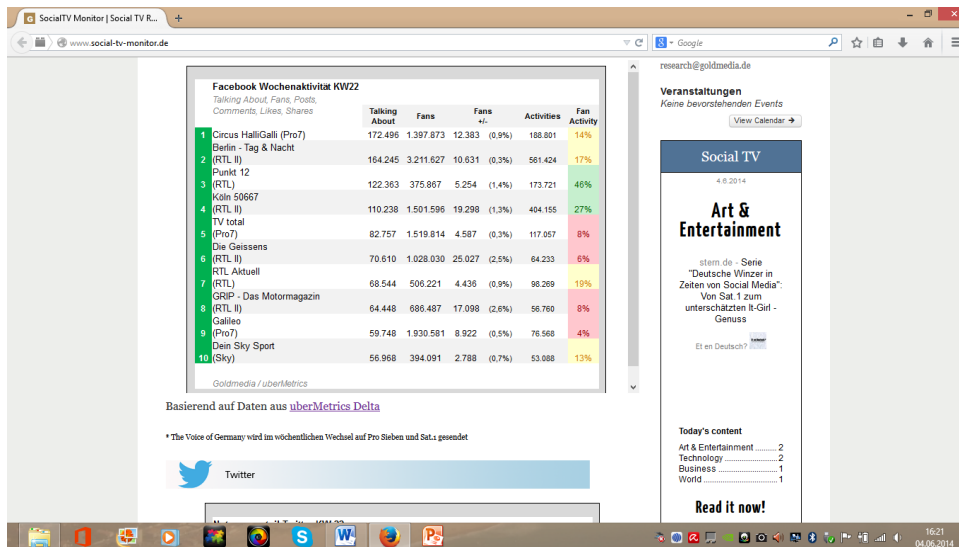 SocialTV Monitor | Social TV R...
www.social-tv-monitor.de
Google
Facebook Wochenaktivität KW22
Talking About, Fans, Posts,
Comments, Likes, Shares
Talking About Fans Fans +/- Activities Fan Activity
1 Circus HalliGalli (Pro7) 172.496 1.397.873 12.383 (0,9%) 188.801 14%
Berlin - Tag & Nacht
2 (RTL II) 164.245 3.211.627 10.631 (0,3%) 561.424 17%
Punkt 12
3 (RTL) 122.363 375.867 5.254 (1,4%) 173.721 46%
Köln 50667
4 (RTL II) 110.238 1.501.596 19.298 (1,3%) 404.155 27%
TV total
5 (Pro7) 82.757 1.519.814 4.587 (0,3%) 117.057 8%
Die Geissens
6 (RTL II) 70.610 1.028.030 25.027 (2,5%) 64.233 6%
RTL Aktuell
7 (RTL) 68.544 506.221 4.436 (0,9%) 98.269 19%
GRIP - Das Motormagazin
8 (RTL II) 64.448 686.487 17.098 (2,6%) 56.760 8%
Galileo
9 (Pro7) 59.748 1.930.581 8.922 (0,5%) 76.568 4%
Dein Sky Sport
10 (Sky) 56.968 394.091 2.788 (0,7%) 53.088 13%
Goldmedia / uberMetrics
Basierend auf Daten aus uberMetrics Delta
* The Voice of Germany wird im wöchentlichen Wechsel auf Pro Sieben und Sat.1 gesendet
Twitter
research@goldmedia.de
Veranstaltungen
Keine bevorstehenden Events
View Calendar
Social TV
4.6.2014
Art &
Entertainment
stern.de - Serie
"Deutsche Winzer in
Zeiten von Social Media":
Von Sat.1 zum
unterschätzten It-Girl -
Genuss
Et en Deutsch?
Today's content
Art & Entertainment .......... 2
Technology ........................ 2
Business ............................ 1
World ................................. 1
Read it now!
16:21
04.06.2014